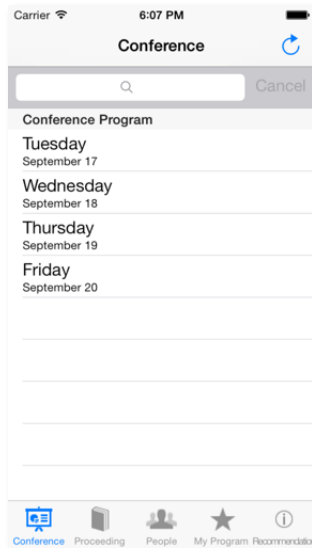 Carrier 6:07 PM
Conference
Cancel
Conference Program
Tuesday
September 17
Wednesday
September 18
Thursday
September 19
Friday
September 20
Conference Proceeding People My Program Recommendatio